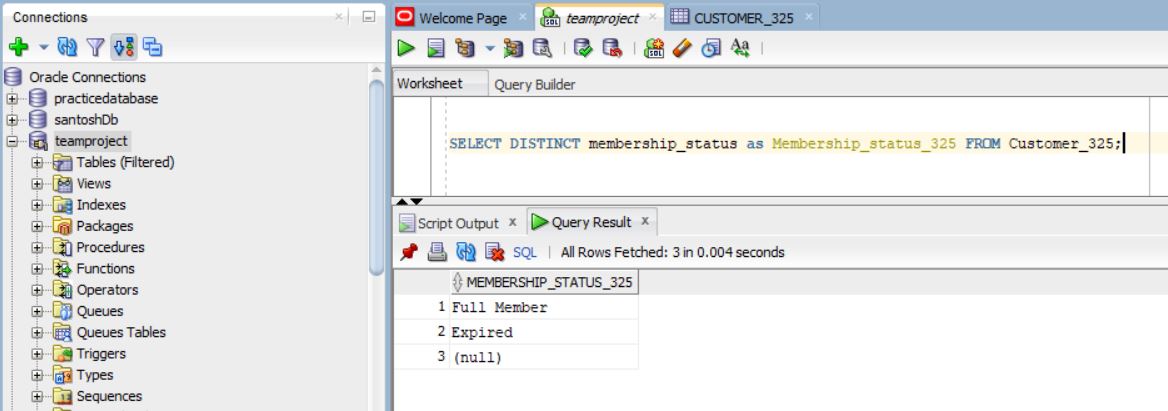 Connections
Oracle Connections
practicedatabase
santoshDb
teamproject
Tables (Filtered)
Views
Indexes
Packages
Procedures
Functions
Operators
Queues
Queues Tables
Triggers
Types
Sequences
Welcome Page
teamproject
CUSTOMER_325
Worksheet
Query Builder
SELECT DISTINCT membership_status as Membership_status_325 FROM Customer_325;
Script Output
Query Result
SQL
All Rows Fetched: 3 in 0.004 seconds
MEMBERSHIP_STATUS_325
1 Full Member
2 Expired
3 (null)